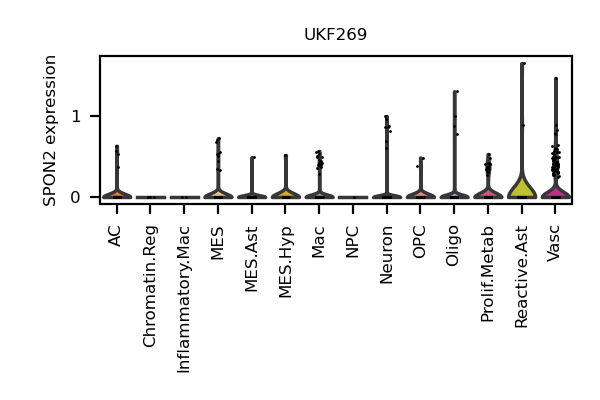 UKF269
SPON2 expression
1
0
AC
Chromatin.Reg
Inflammatory.Mac
MES
MES.Ast
MES.Hyp
Mac
NPC
Neuron
OPC
Oligo
Prolif.Metab
Reactive.Ast
Vasc